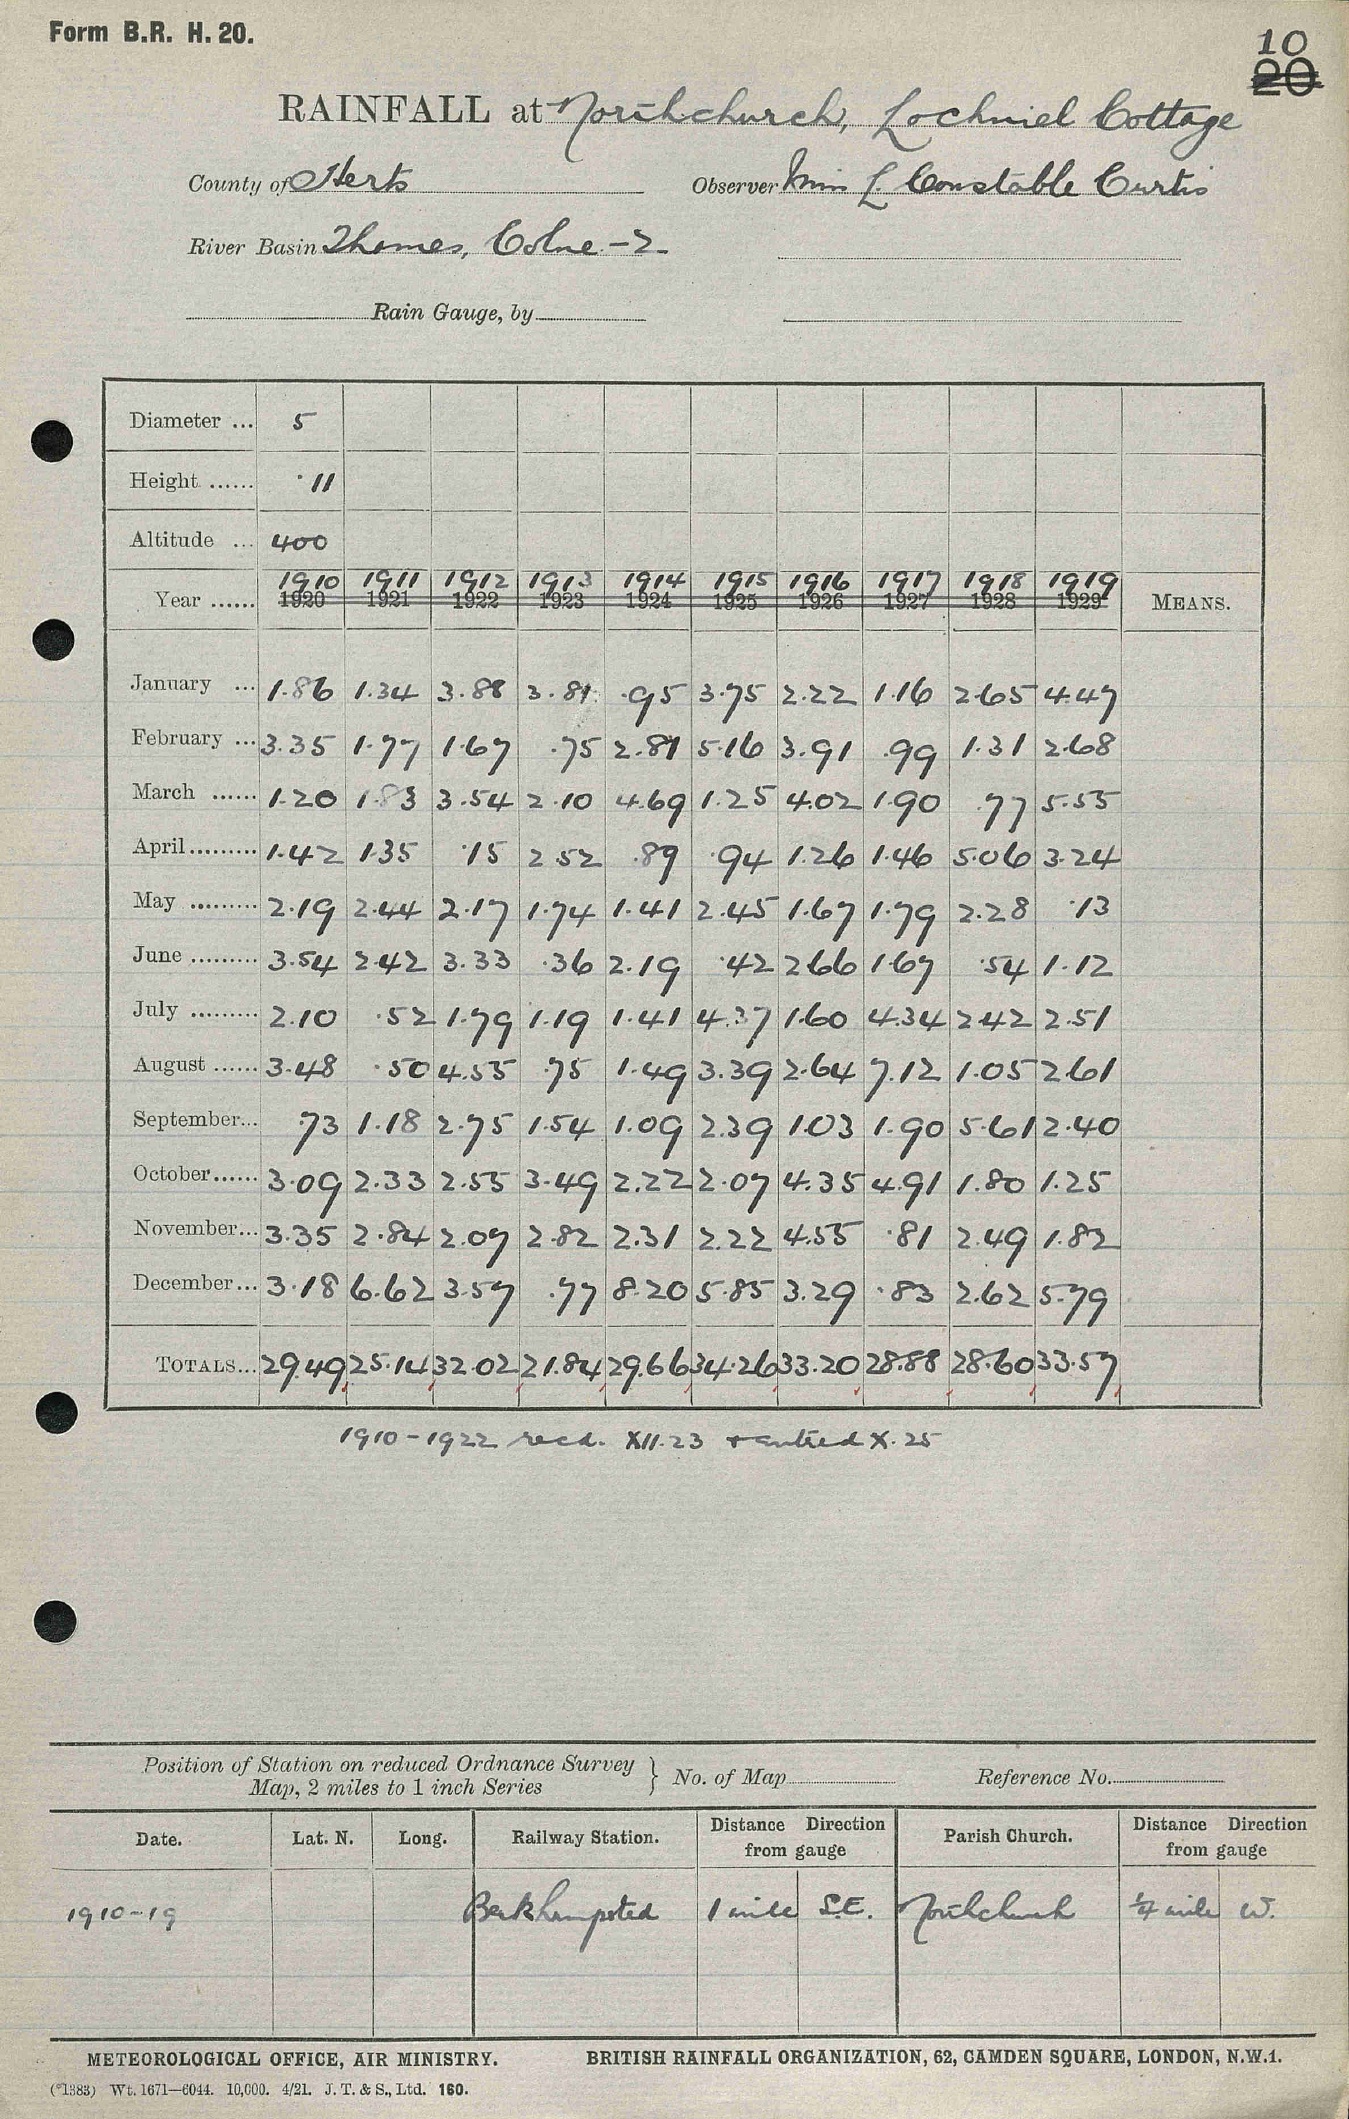 Form B.R. H. 20.
10
20
RAINFALL at Northchurch, Lochniel Cottage
County of Herts Observer Miss L. Constable Curtis
River Basin Thames, Colne - 2
Rain Gauge, by
Diameter ... 5
Height ...... .11
Altitude ... 400
1910 1911 1912 1913 1914 1915 1916 1917 1918 1919
Year ...... 1920 1921 1922 1923 1924 1925 1926 1927 1928 1929 MEANS.
January ... 1.86 1.34 3.88 3.81 .95 3.75 2.22 1.16 2.65 4.47
February ... 3.35 1.77 1.67 .75 2.81 5.16 3.91 .99 1.31 2.68
March ...... 1.20 1.83 3.54 2.10 4.69 1.25 4.02 1.90 .77 5.55
April ......... 1.42 1.35 .15 2.52 .89 .94 1.26 1.46 5.06 3.24
May ......... 2.19 2.44 2.17 1.74 1.41 2.45 1.67 1.79 2.28 .13
June ......... 3.54 2.42 3.33 .36 2.19 .42 2.66 1.67 .54 1.12
July ......... 2.10 .52 1.79 1.19 1.41 4.37 1.60 4.34 2.42 2.51
August ...... 3.48 .50 4.55 .75 1.49 3.39 2.64 7.12 1.05 2.61
September... .73 1.18 2.75 1.54 1.09 2.39 1.03 1.90 5.61 2.40
October...... 3.09 2.33 2.55 3.49 2.22 2.07 4.35 4.91 1.80 1.25
November... 3.35 2.84 2.07 2.82 2.31 2.22 4.55 .81 2.49 1.82
December... 3.18 6.62 3.57 .77 8.20 5.85 3.29 .83 2.62 5.79
TOTALS... 29.49 25.14 32.02 21.84 29.66 34.26 33.20 28.88 28.60 33.57
1910-1922 recd. XII.23 + entred X.25
Position of Station on reduced Ordnance Survey
Map, 2 miles to 1 inch Series } No. of Map Reference No.
Date. Lat. N. Long. Railway Station. Distance Direction from gauge Parish Church. Distance Direction from gauge
1910-19 Berkhampsted 1 mile S.E. Northchurch 1/4 mile W.
METEOROLOGICAL OFFICE, AIR MINISTRY. BRITISH RAINFALL ORGANIZATION, 62, CAMDEN SQUARE, LONDON, N.W.1.
(*1383) Wt. 1671—6044. 10,000. 4/21. J. T. & S., Ltd. 160.